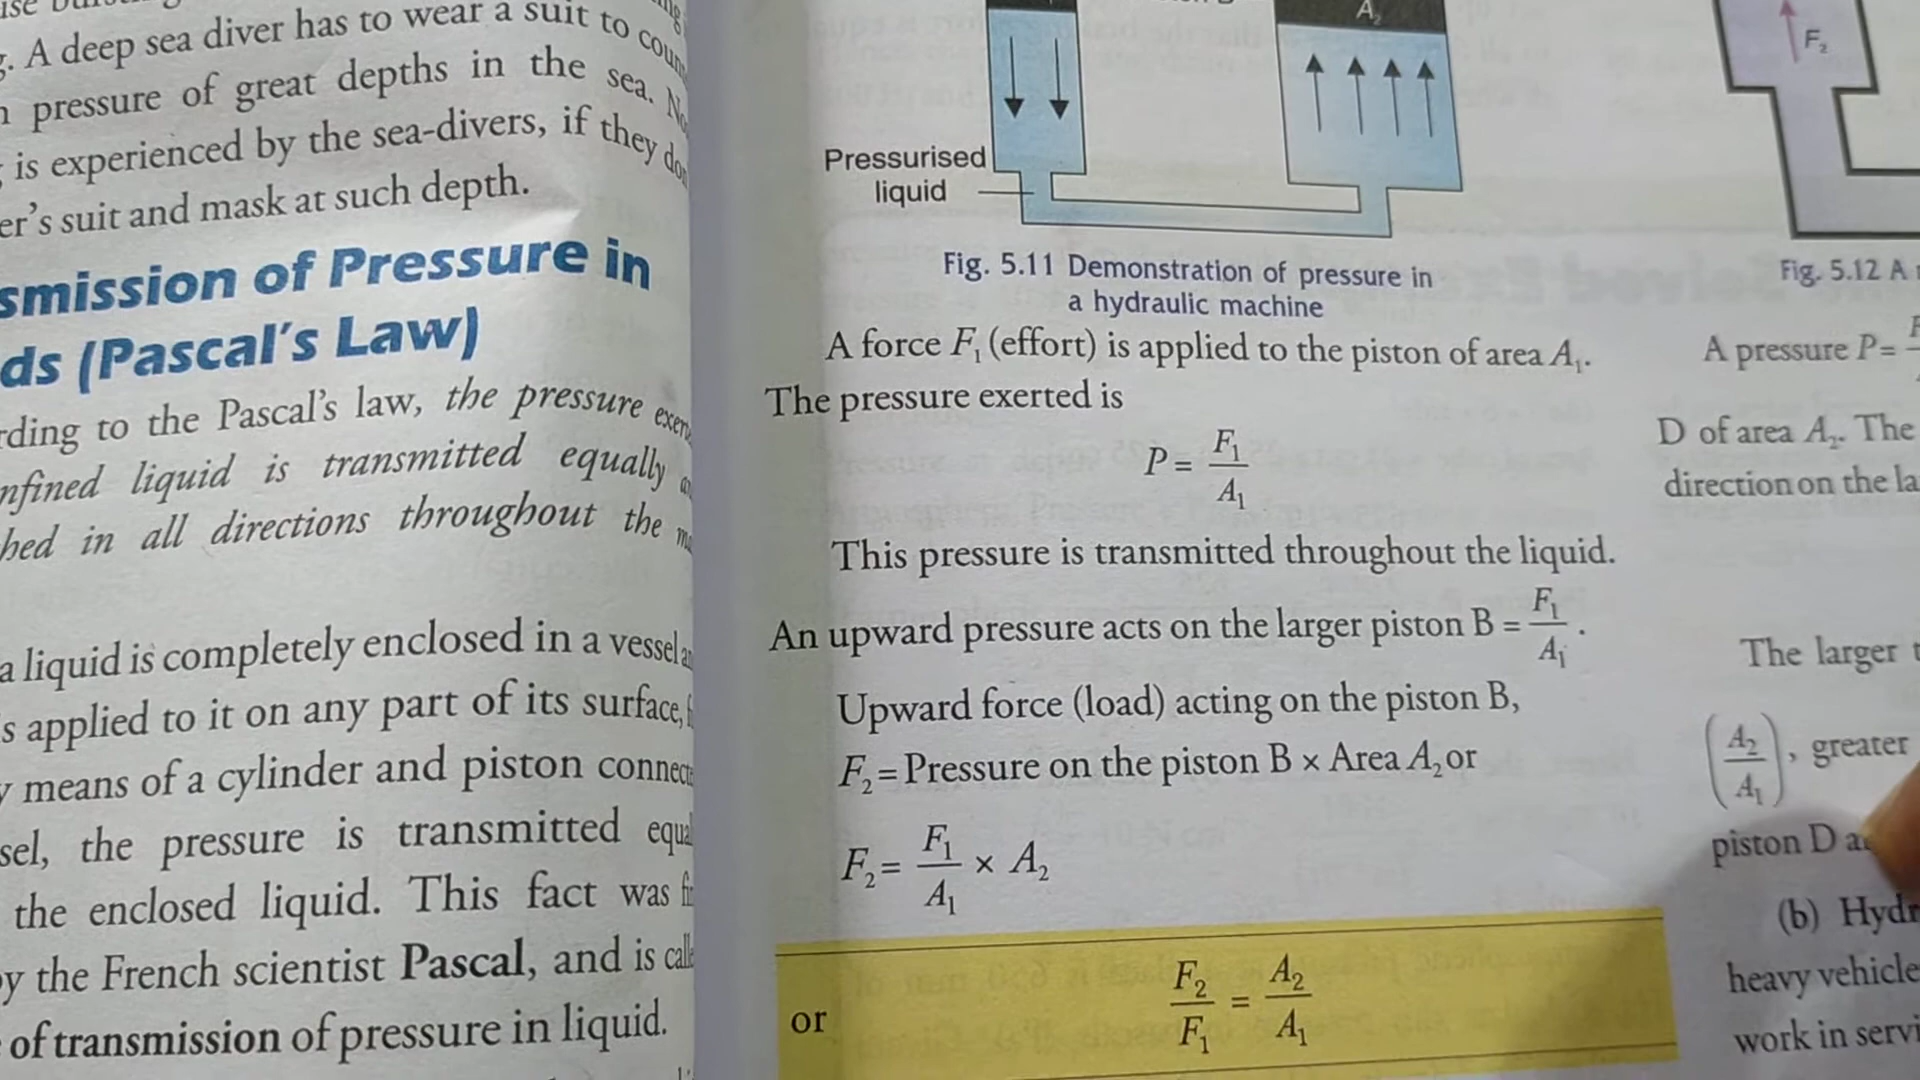 . A deep sea diver has to wear a suit to
pressure of great depths in the sea.
is experienced by the sea-divers, if they
er's suit and mask at such depth.
smission of Pressure in
ds (Pascal's Law)
rding to the Pascal's law, the pressure
nfined liquid is transmitted equally
hed in all directions throughout the
a liquid is completely enclosed in a vessel
s applied to it on any part of its surface,
y means of a cylinder and piston
sel, the pressure is transmitted
the enclosed liquid. This fact was
by the French scientist Pascal, and is
of transmission of pressure in liquid.
A₂
Pressurised
liquid
Fig. 5.11 Demonstration of pressure in
a hydraulic machine
A force F₁ (effort) is applied to the piston of area A₁.
The pressure exerted is
P = F₁/A₁
This pressure is transmitted throughout the liquid.
An upward pressure acts on the larger piston B = F₁/A₁.
Upward force (load) acting on the piston B,
F₂ = Pressure on the piston B × Area A₂ or
F₂ = F₁/A₁ × A₂
or F₂/F₁ = A₂/A₁
F₂
Fig. 5.12 A
A pressure P =
D of area A₂. The
direction on the la
The larger
(A₂/A₁), greater
piston D
(b) Hydr
heavy vehicle
work in servi